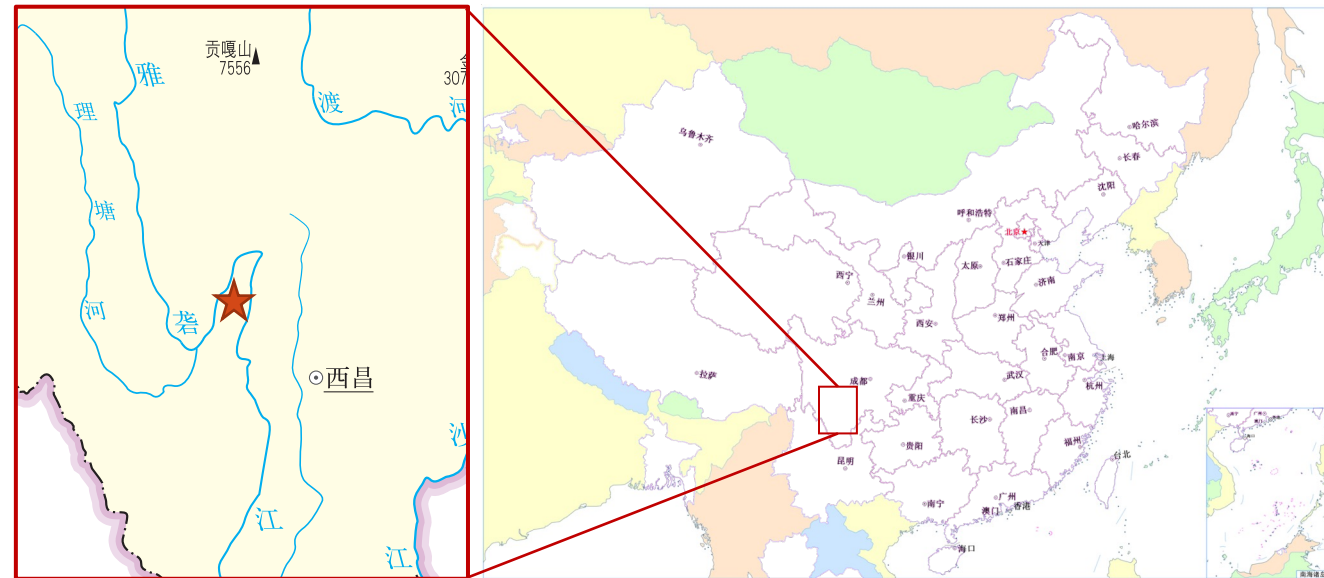 贡嘎山
7556
雅
理
塘
河
砻
渡
河
307
西昌
江
沙
江
乌鲁木齐
哈尔滨
长春
沈阳
呼和浩特
北京
天津
石家庄
太原
银川
西宁
兰州
济南
郑州
西安
合肥
南京
上海
杭州
武汉
成都
重庆
拉萨
长沙
南昌
贵阳
福州
昆明
台北
南宁
广州
香港
澳门
海口